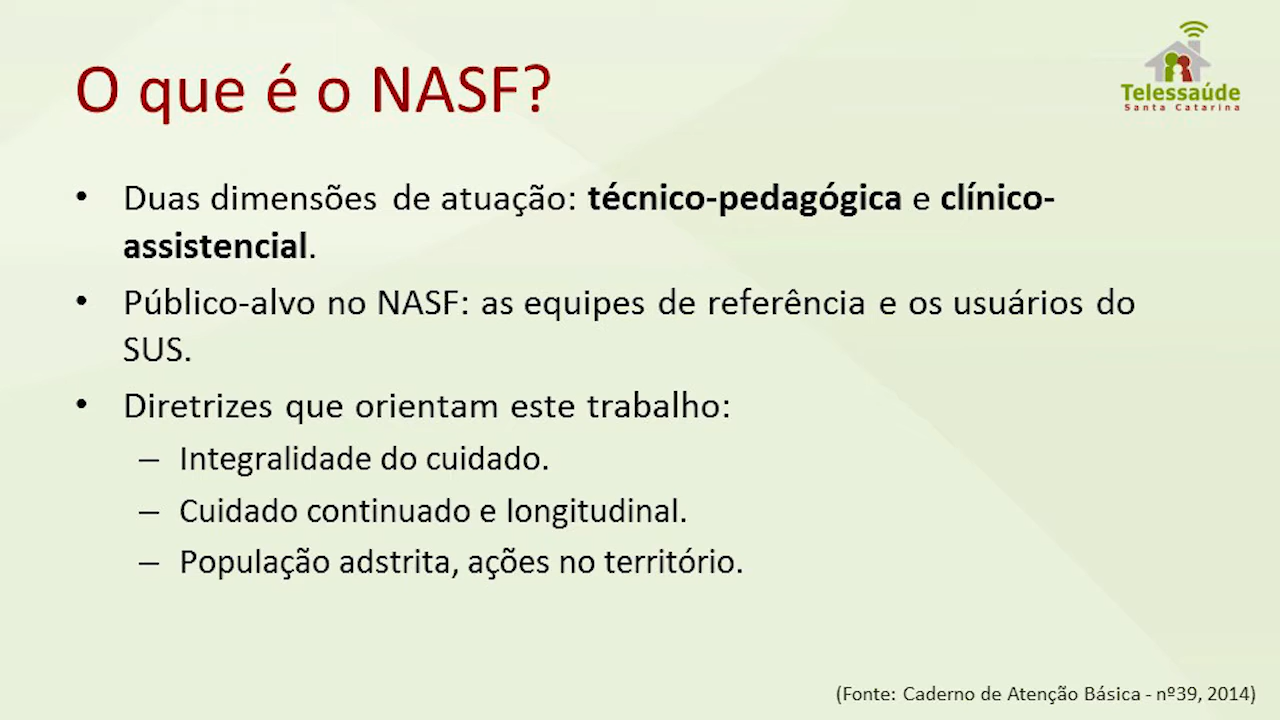 O que é o NASF?
Telessaúde
Santa Catarina
• Duas dimensões de atuação: técnico-pedagógica e clínico-
assistencial.
• Público-alvo no NASF: as equipes de referência e os usuários do
SUS.
• Diretrizes que orientam este trabalho:
– Integralidade do cuidado.
– Cuidado continuado e longitudinal.
– População adstrita, ações no território.
(Fonte: Caderno de Atenção Básica - nº39, 2014)